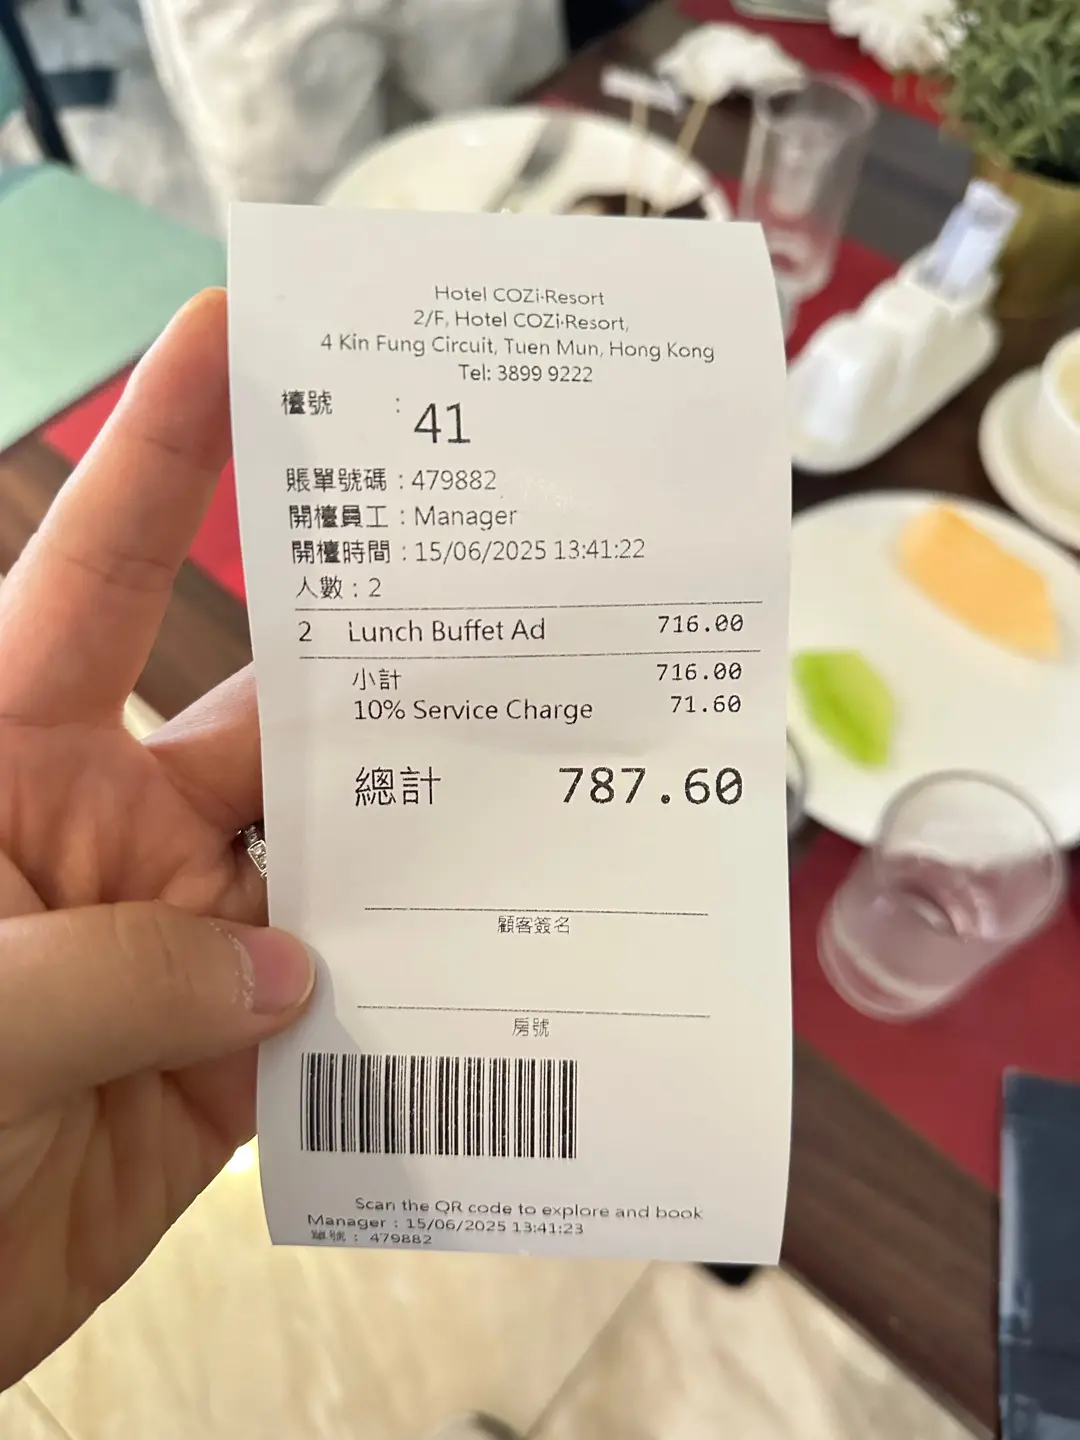 Hotel COZi·Resort
2/F, Hotel COZi·Resort,
4 Kin Fung Circuit, Tuen Mun, Hong Kong
Tel: 3899 9222
檯號 : 41
賬單號碼 : 479882
開檯員工 : Manager
開檯時間 : 15/06/2025 13:41:22
人數 : 2
2 Lunch Buffet Ad 716.00
小計 716.00
10% Service Charge 71.60
總計 787.60
顧客簽名
房號
Scan the QR code to explore and book
Manager : 15/06/2025 13:41:23
單號 : 479882